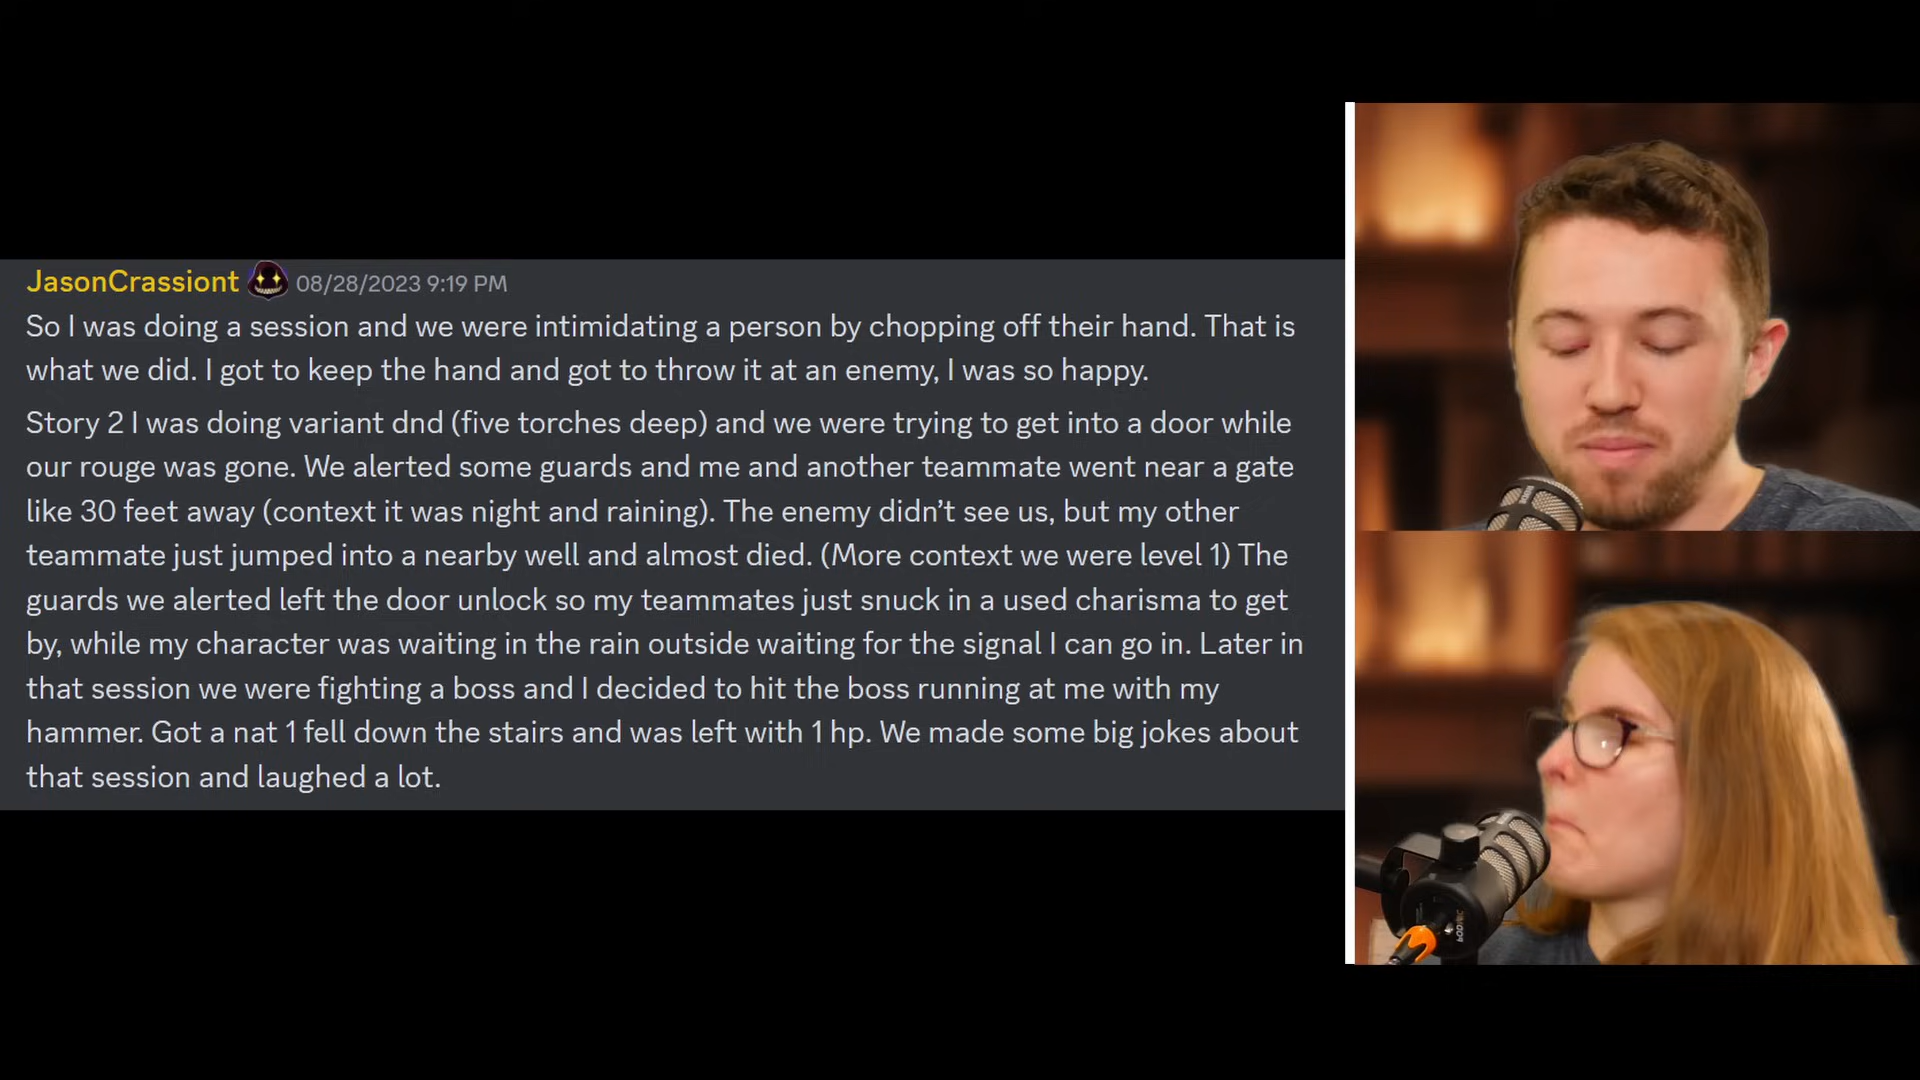 JasonCrassiont 08/28/2023 9:19 PM
So I was doing a session and we were intimidating a person by chopping off their hand. That is
what we did. I got to keep the hand and got to throw it at an enemy, I was so happy.
Story 2 I was doing variant dnd (five torches deep) and we were trying to get into a door while
our rouge was gone. We alerted some guards and me and another teammate went near a gate
like 30 feet away (context it was night and raining). The enemy didn't see us, but my other
teammate just jumped into a nearby well and almost died. (More context we were level 1) The
guards we alerted left the door unlock so my teammates just snuck in a used charisma to get
by, while my character was waiting in the rain outside waiting for the signal I can go in. Later in
that session we were fighting a boss and I decided to hit the boss running at me with my
hammer. Got a nat 1 fell down the stairs and was left with 1 hp. We made some big jokes about
that session and laughed a lot.